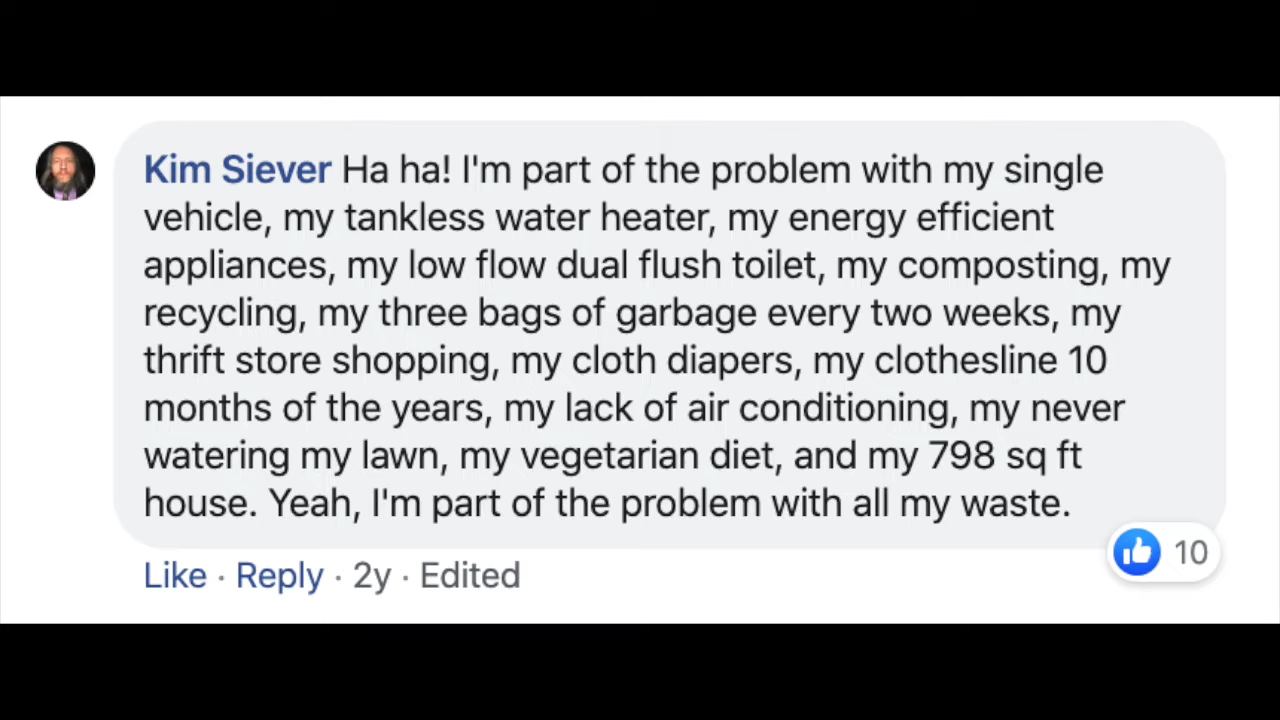 Kim Siever Ha ha! I'm part of the problem with my single
vehicle, my tankless water heater, my energy efficient
appliances, my low flow dual flush toilet, my composting, my
recycling, my three bags of garbage every two weeks, my
thrift store shopping, my cloth diapers, my clothesline 10
months of the years, my lack of air conditioning, my never
watering my lawn, my vegetarian diet, and my 798 sq ft
house. Yeah, I'm part of the problem with all my waste.
10
Like · Reply · 2y · Edited